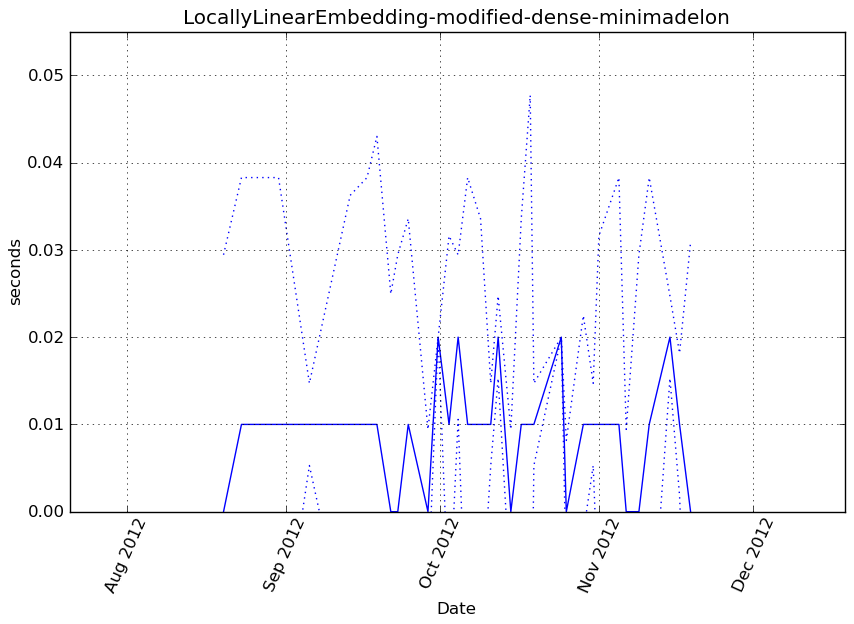 LocallyLinearEmbedding-modified-dense-minimadelon
0.05
0.04
0.03
0.02
0.01
0.00
seconds
Aug 2012
Sep 2012
Oct 2012
Nov 2012
Dec 2012
Date